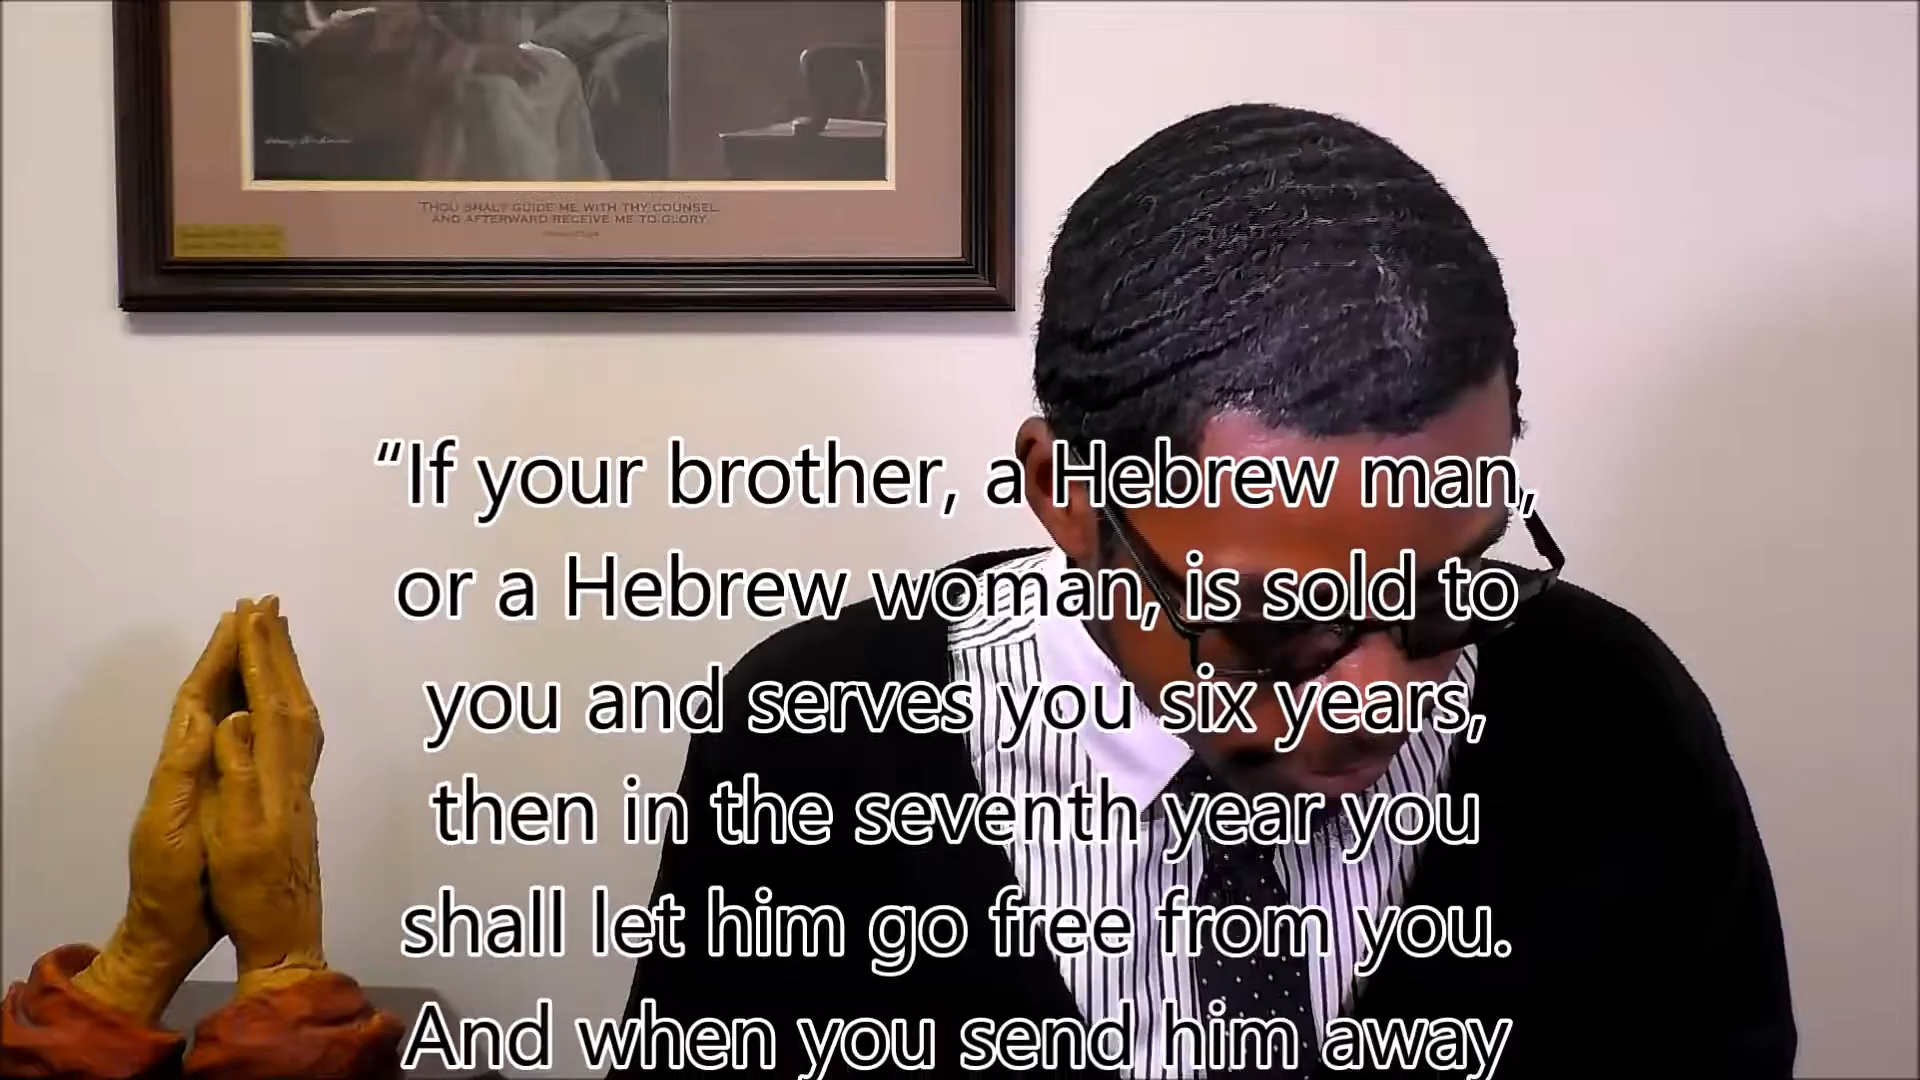 THOU SHALT GUIDE ME WITH THY COUNSEL,
AND AFTERWARD RECEIVE ME TO GLORY
“If your brother, a Hebrew man,
or a Hebrew woman, is sold to
you and serves you six years,
then in the seventh year you
shall let him go free from you.
And when you send him away